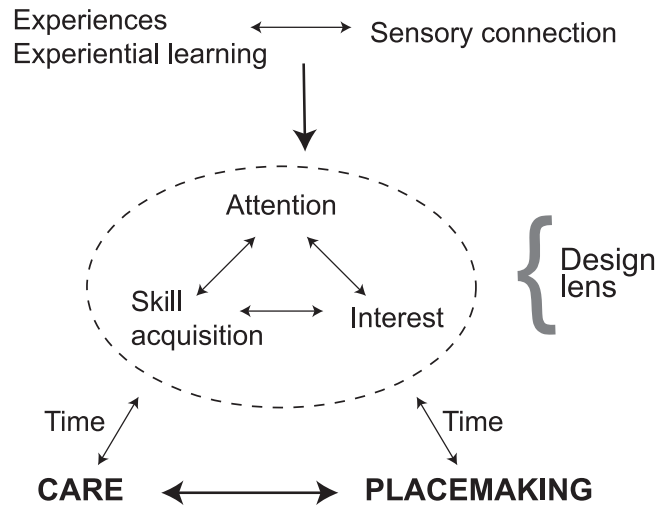 Experiences
Experiential learning
Sensory connection
Attention
Skill
acquisition
Interest
Design
lens
Time
Time
CARE
PLACEMAKING